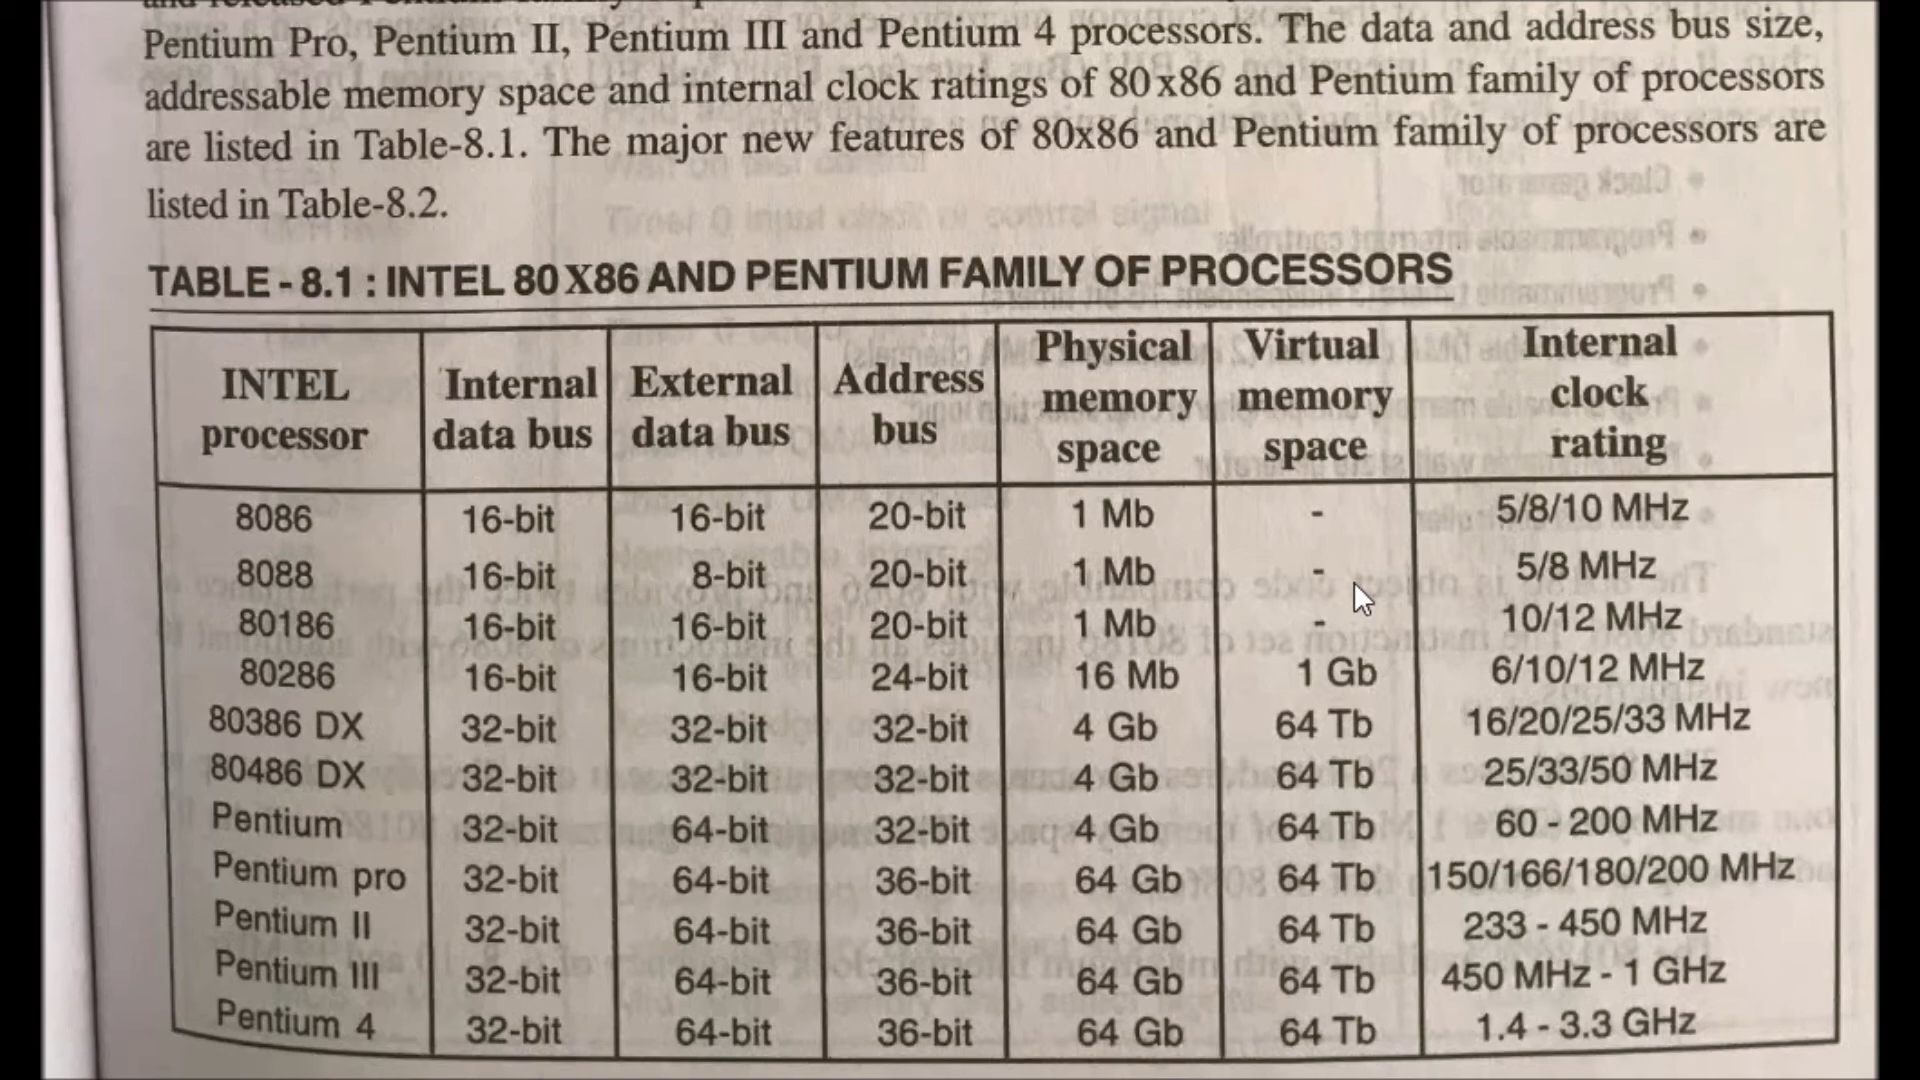 Pentium Pro, Pentium II, Pentium III and Pentium 4 processors. The data and address bus size,
addressable memory space and internal clock ratings of 80x86 and Pentium family of processors
are listed in Table-8.1. The major new features of 80x86 and Pentium family of processors are
listed in Table-8.2.
TABLE - 8.1 : INTEL 80X86 AND PENTIUM FAMILY OF PROCESSORS
INTEL processor Internal data bus External data bus Address bus Physical memory space Virtual memory space Internal clock rating
8086 16-bit 16-bit 20-bit 1 Mb - 5/8/10 MHz
8088 16-bit 8-bit 20-bit 1 Mb - 5/8 MHz
80186 16-bit 16-bit 20-bit 1 Mb - 10/12 MHz
80286 16-bit 16-bit 24-bit 16 Mb 1 Gb 6/10/12 MHz
80386 DX 32-bit 32-bit 32-bit 4 Gb 64 Tb 16/20/25/33 MHz
80486 DX 32-bit 32-bit 32-bit 4 Gb 64 Tb 25/33/50 MHz
Pentium 32-bit 64-bit 32-bit 4 Gb 64 Tb 60 - 200 MHz
Pentium pro 32-bit 64-bit 36-bit 64 Gb 64 Tb 150/166/180/200 MHz
Pentium II 32-bit 64-bit 36-bit 64 Gb 64 Tb 233 - 450 MHz
Pentium III 32-bit 64-bit 36-bit 64 Gb 64 Tb 450 MHz - 1 GHz
Pentium 4 32-bit 64-bit 36-bit 64 Gb 64 Tb 1.4 - 3.3 GHz